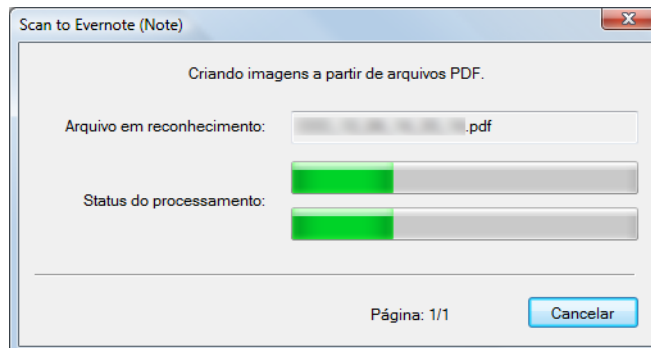 Scan to Evernote (Note)
Criando imagens a partir de arquivos PDF.
Arquivo em reconhecimento: .pdf
Status do processamento:
Página: 1/1 Cancelar